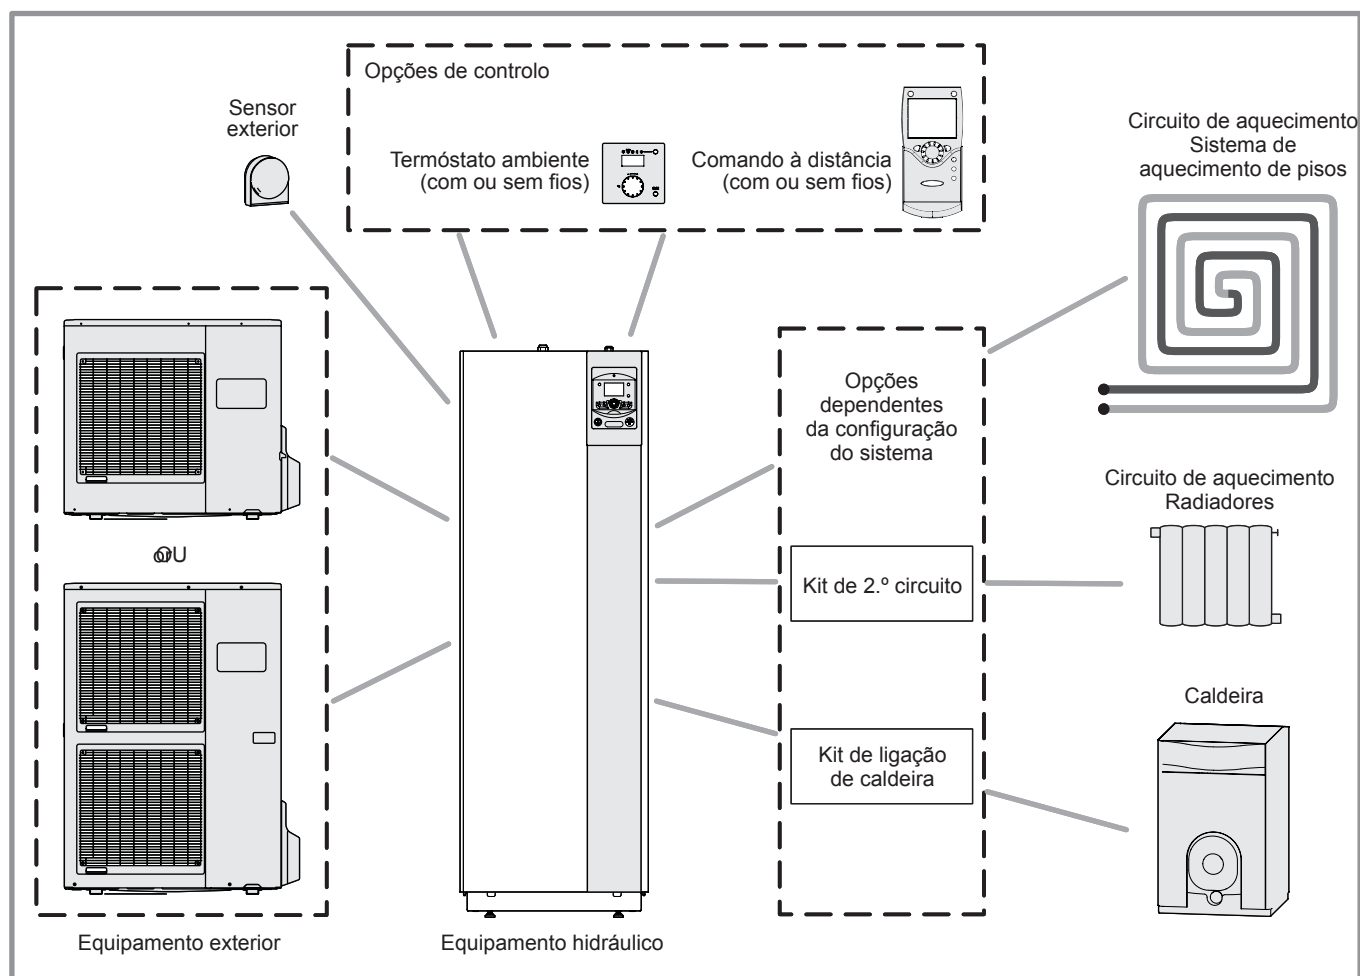 Opções de controlo
Sensor
exterior
Termóstato ambiente
(com ou sem fios)
Comando à distância
(com ou sem fios)
Circuito de aquecimento
Sistema de
aquecimento de pisos
Opções
dependentes
da configuração
do sistema
Circuito de aquecimento
Radiadores
Kit de 2.º circuito
Caldeira
Kit de ligação
de caldeira
Equipamento exterior
Equipamento hidráulico